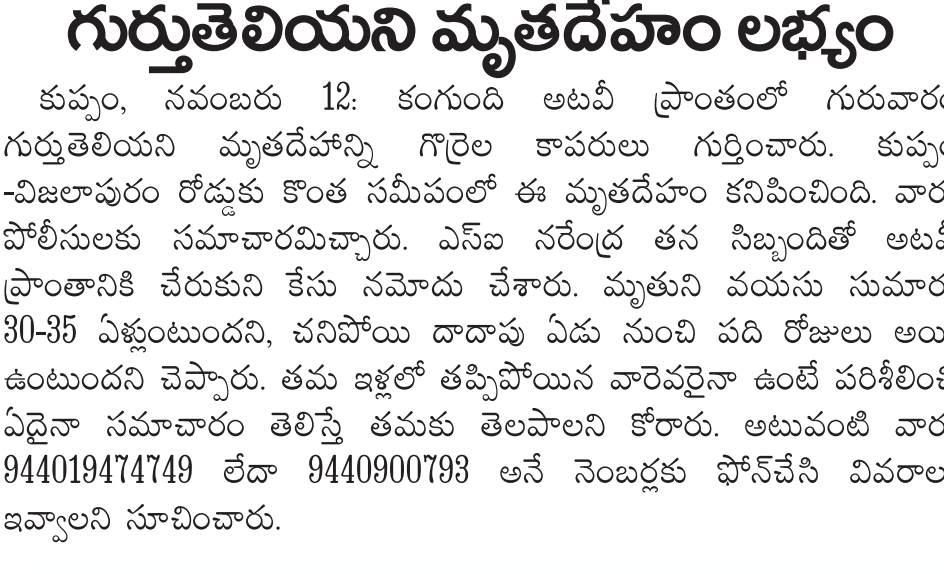 గుర్తుతెలియని మృతదేహం లభ్యం
కుప్పం, నవంబరు 12: కంగుంది అటవీ ప్రాంతంలో గురువారం
గుర్తుతెలియని మృతదేహాన్ని గొర్రెల కాపరులు గుర్తించారు. కుప్పం
-విజలాపురం రోడ్డుకు కొంత సమీపంలో ఈ మృతదేహం కనిపించింది. వారు
పోలీసులకు సమాచారమిచ్చారు. ఎస్ఐ నరేంద్ర తన సిబ్బందితో అటవీ
ప్రాంతానికి చేరుకుని కేసు నమోదు చేశారు. మృతుని వయసు సుమారు
30-35 ఏళ్లుంటుందని, చనిపోయి దాదాపు ఏడు నుంచి పది రోజులు అయి
ఉంటుందని చెప్పారు. తమ ఇళ్లలో తప్పిపోయిన వారెవరైనా ఉంటే పరిశీలించి
ఏదైనా సమాచారం తెలిస్తే తమకు తెలపాలని కోరారు. అటువంటి వారు
944019474749 లేదా 9440900793 అనే నెంబర్లకు ఫోన్‌చేసి వివరాలు
ఇవ్వాలని సూచించారు.